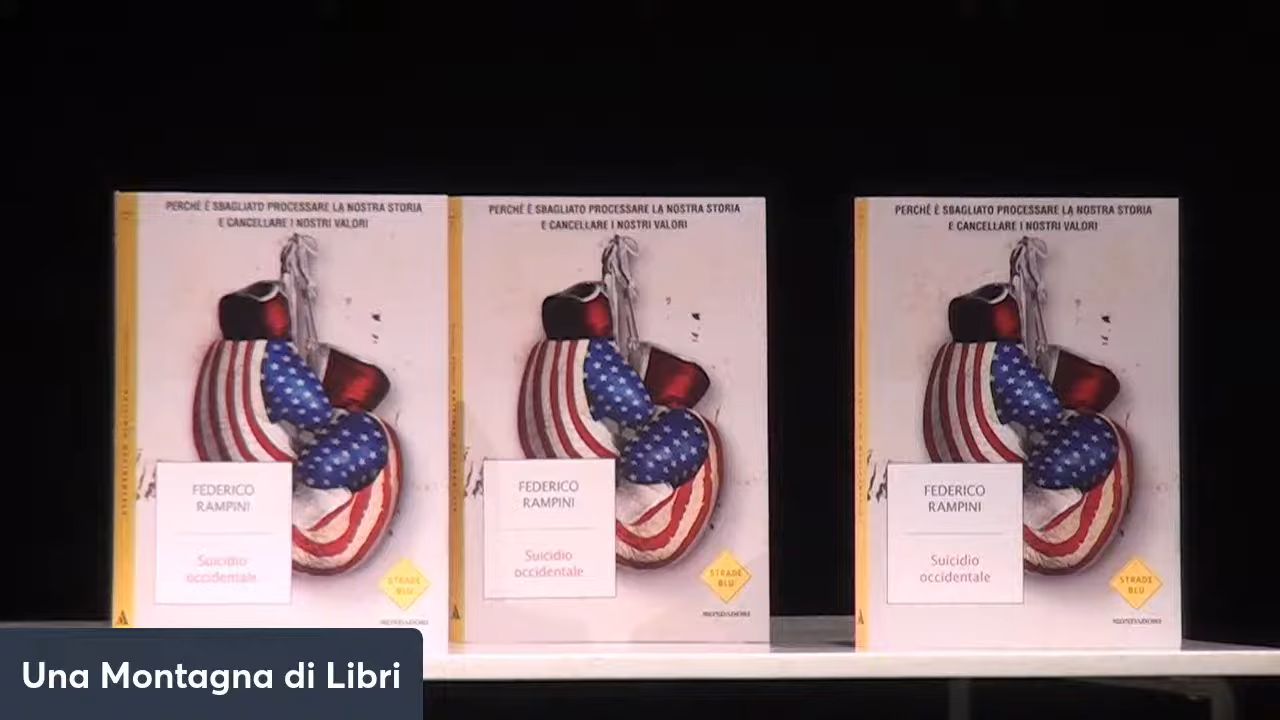 PERCHÉ È SBAGLIATO PROCESSARE LA NOSTRA STORIA
E CANCELLARE I NOSTRI VALORI
FEDERICO
RAMPINI
Suicidio
occidentale
STRADE
BLU
MONDADORI
PERCHÉ È SBAGLIATO PROCESSARE LA NOSTRA STORIA
E CANCELLARE I NOSTRI VALORI
FEDERICO
RAMPINI
Suicidio
occidentale
STRADE
BLU
MONDADORI
PERCHÉ È SBAGLIATO PROCESSARE LA NOSTRA STORIA
E CANCELLARE I NOSTRI VALORI
FEDERICO
RAMPINI
Suicidio
occidentale
STRADE
BLU
MONDADORI
Una Montagna di Libri